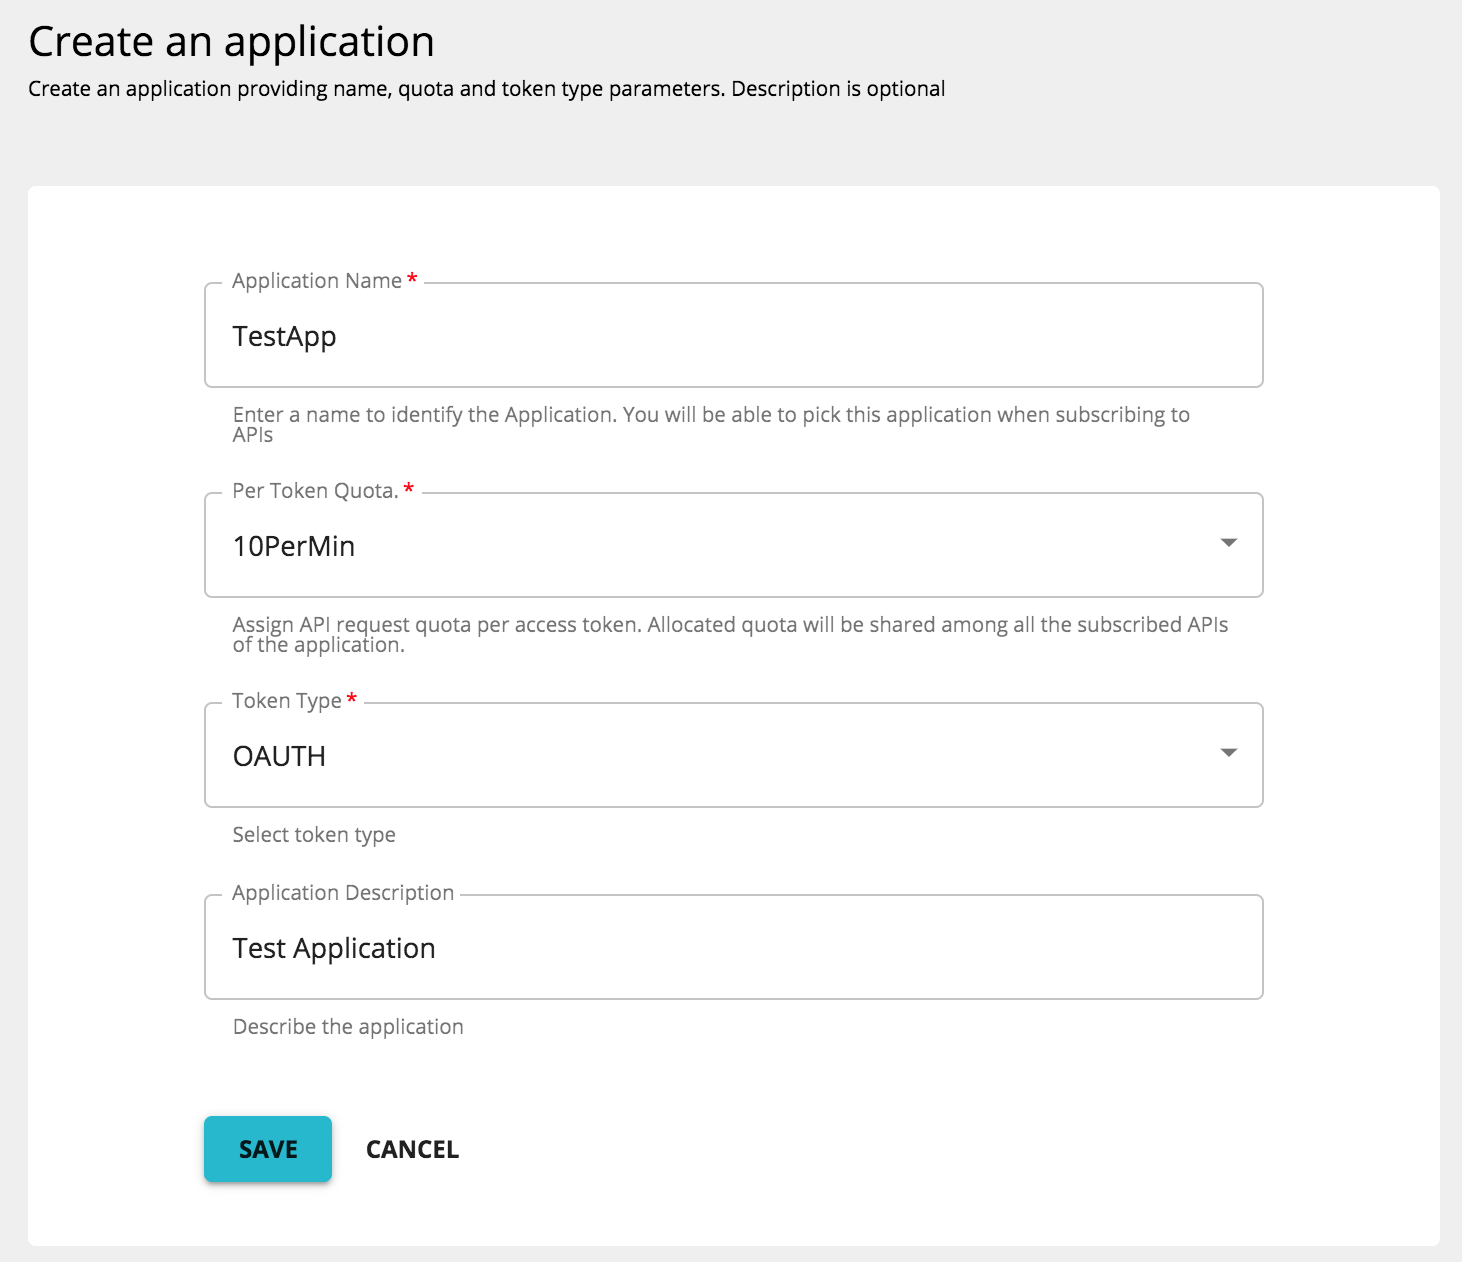 Create an application
Create an application providing name, quota and token type parameters. Description is optional
Application Name *
TestApp
Enter a name to identify the Application. You will be able to pick this application when subscribing to
APIs
Per Token Quota. *
10PerMin
Assign API request quota per access token. Allocated quota will be shared among all the subscribed APIs
of the application.
Token Type *
OAUTH
Select token type
Application Description
Test Application
Describe the application
SAVE CANCEL